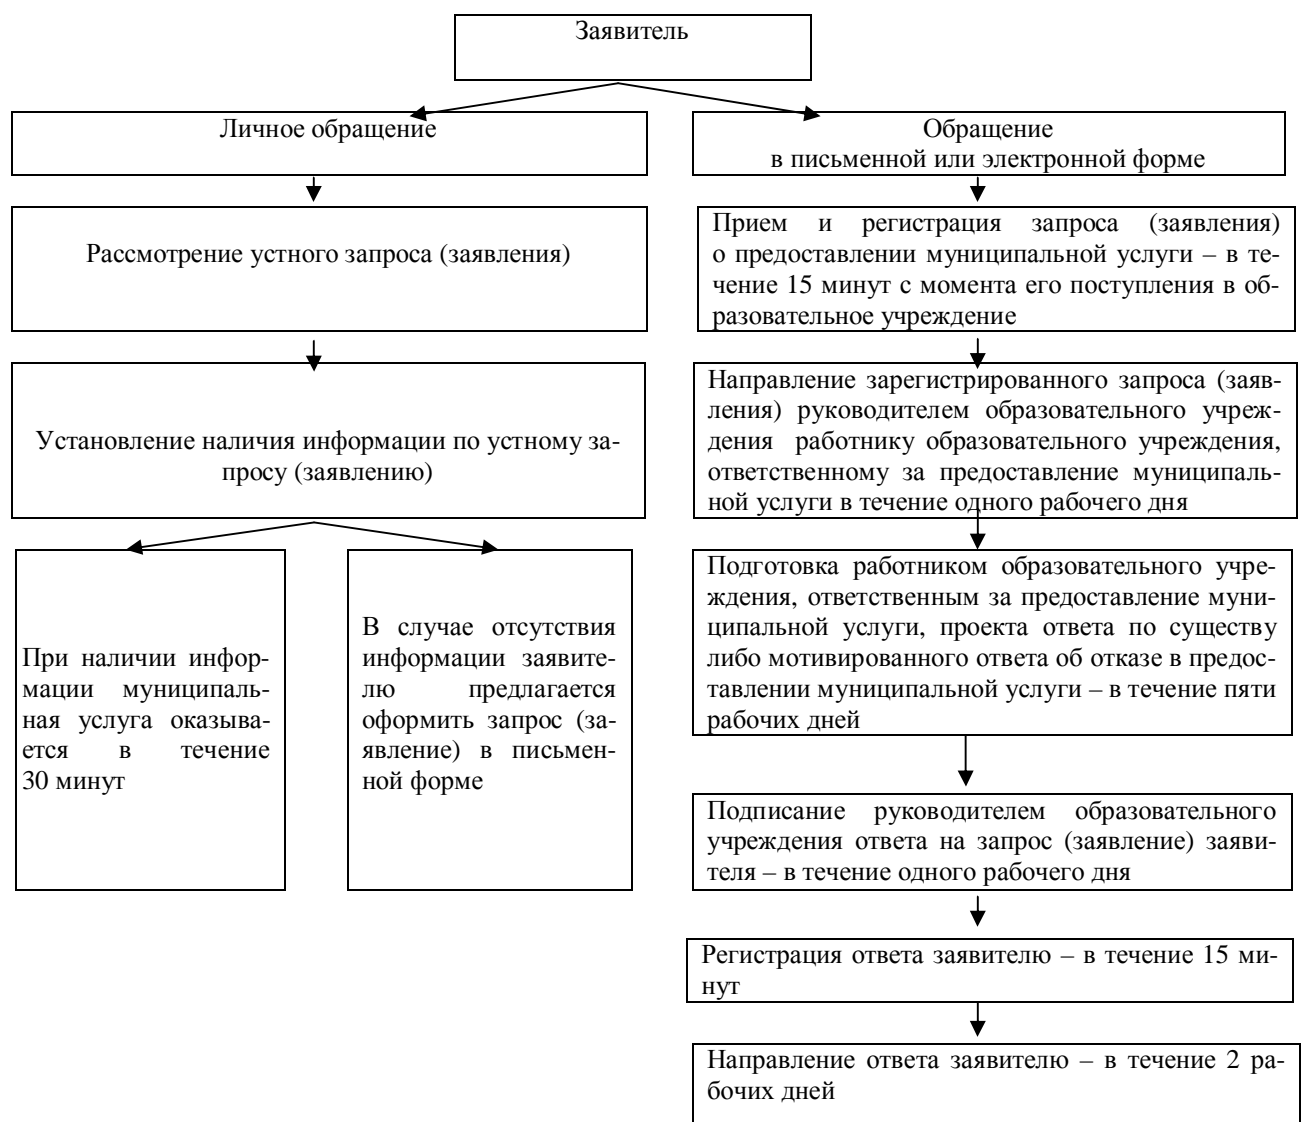 Заявитель
Личное обращение
Обращение
в письменной или электронной форме
Рассмотрение устного запроса (заявления)
Прием и регистрация запроса (заявления)
о предоставлении муниципальной услуги – в те-
чение 15 минут с момента его поступления в об-
разовательное учреждение
Установление наличия информации по устному за-
просу (заявлению)
Направление зарегистрированного запроса (заяв-
ления) руководителем образовательного учреж-
дения работнику образовательного учреждения,
ответственному за предоставление муниципаль-
ной услуги в течение одного рабочего дня
При наличии инфор-
мации муниципаль-
ная услуга оказыва-
ется в течение
30 минут
В случае отсутствия
информации заявите-
лю предлагается
оформить запрос (за-
явление) в письмен-
ной форме
Подготовка работником образовательного учре-
ждения, ответственным за предоставление муни-
ципальной услуги, проекта ответа по существу
либо мотивированного ответа об отказе в предос-
тавлении муниципальной услуги – в течение пяти
рабочих дней
Подписание руководителем образовательного
учреждения ответа на запрос (заявление) заяви-
теля – в течение одного рабочего дня
Регистрация ответа заявителю – в течение 15 ми-
нут
Направление ответа заявителю – в течение 2 ра-
бочих дней